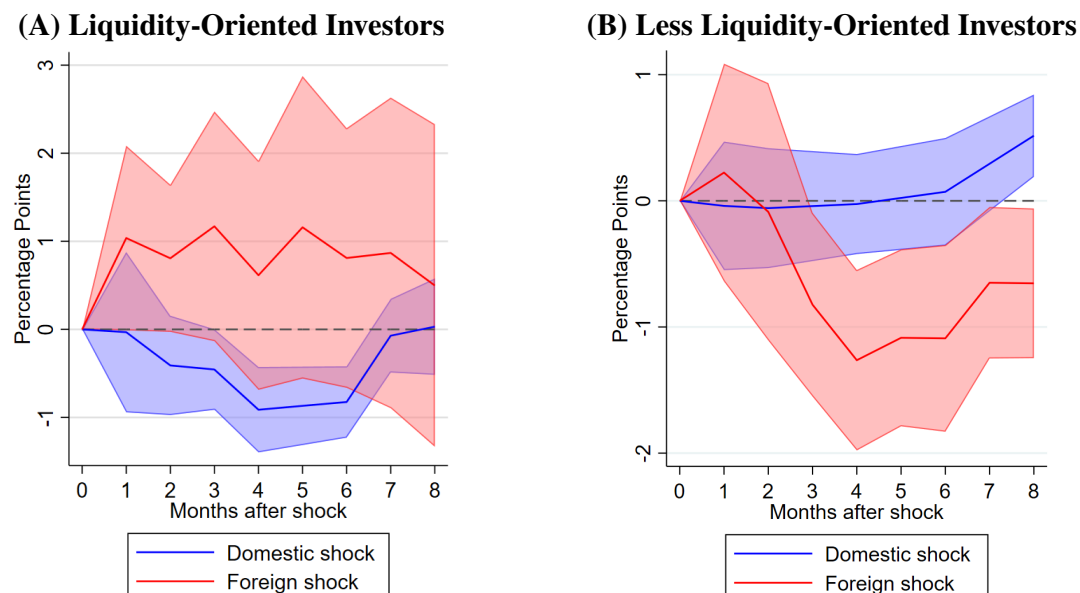 (A) Liquidity-Oriented Investors
3
2
1
0
-1
Percentage Points
0 1 2 3 4 5 6 7 8
Months after shock
Domestic shock
Foreign shock
(B) Less Liquidity-Oriented Investors
1
0
-1
-2
Percentage Points
0 1 2 3 4 5 6 7 8
Months after shock
Domestic shock
Foreign shock